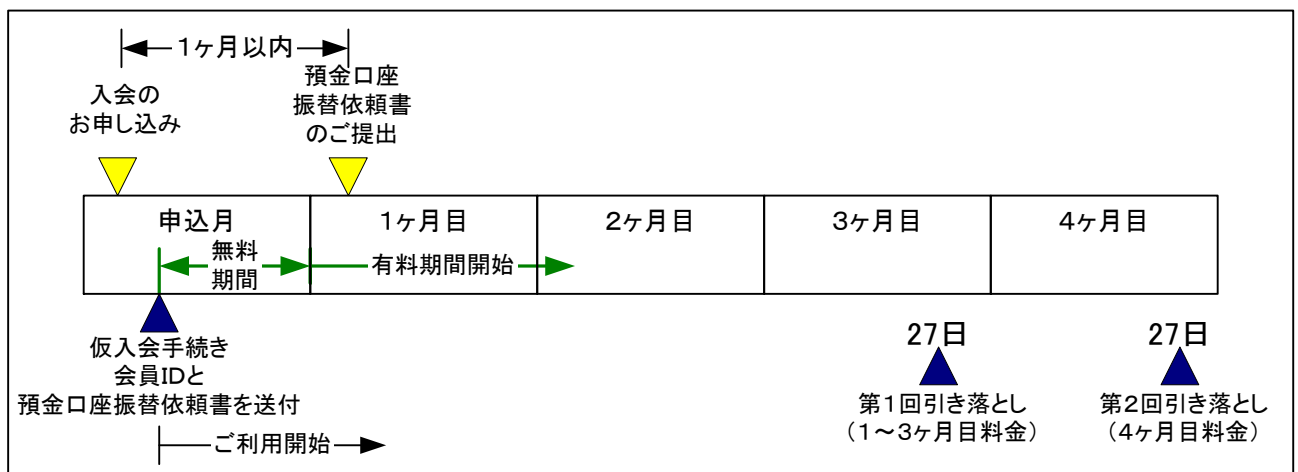 1ヶ月以内
入会の
お申し込み
預金口座
振替依頼書
のご提出
申込月
1ヶ月目
2ヶ月目
3ヶ月目
4ヶ月目
無料
期間
有料期間開始
仮入会手続き
会員IDと
預金口座振替依頼書を送付
ご利用開始
27日
第1回引き落とし
(1～3ヶ月目料金)
27日
第2回引き落とし
(4ヶ月目料金)